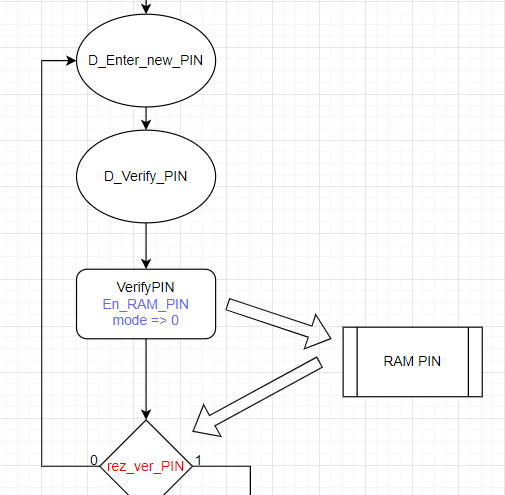 D_Enter_new_PIN
D_Verify_PIN
VerifyPIN
En_RAM_PIN
mode => 0
RAM PIN
0
rez_ver_PIN
1